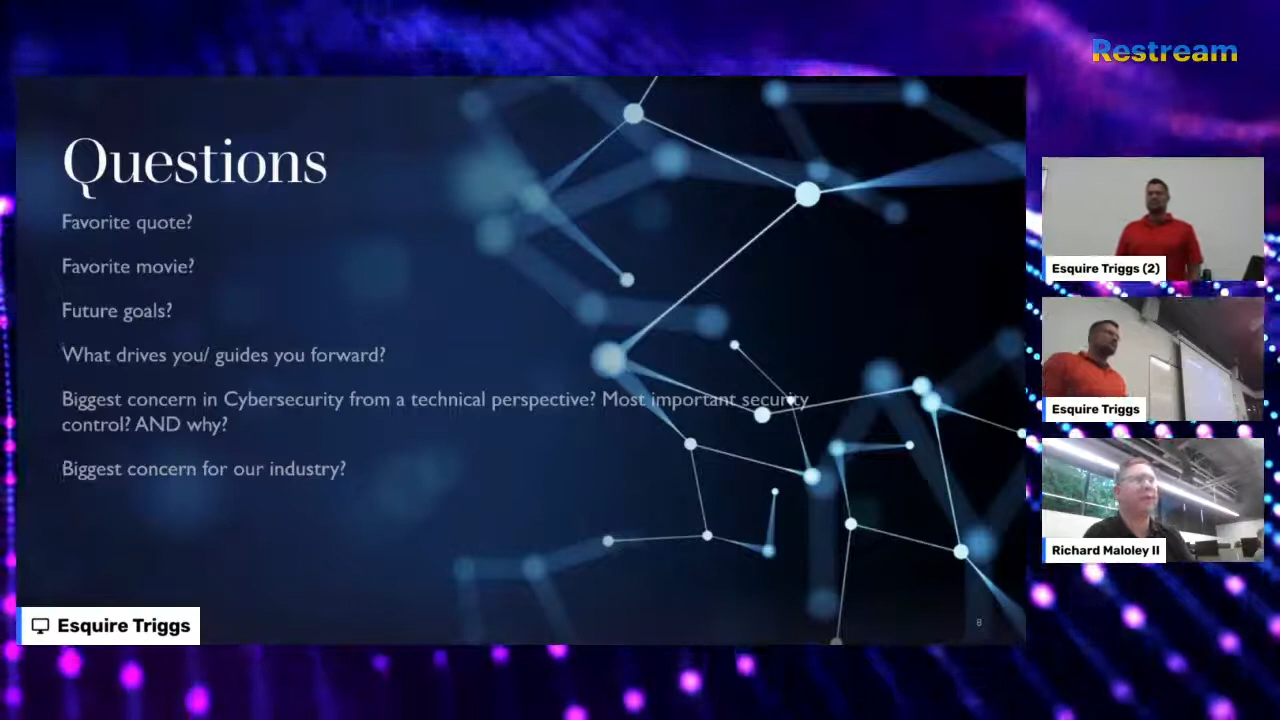 Restream
Questions
Favorite quote?
Favorite movie?
Future goals?
What drives you/ guides you forward?
Biggest concern in Cybersecurity from a technical perspective? Most important security
control? AND why?
Biggest concern for our industry?
8
Esquire Triggs
Esquire Triggs (2)
Esquire Triggs
Richard Maloley II